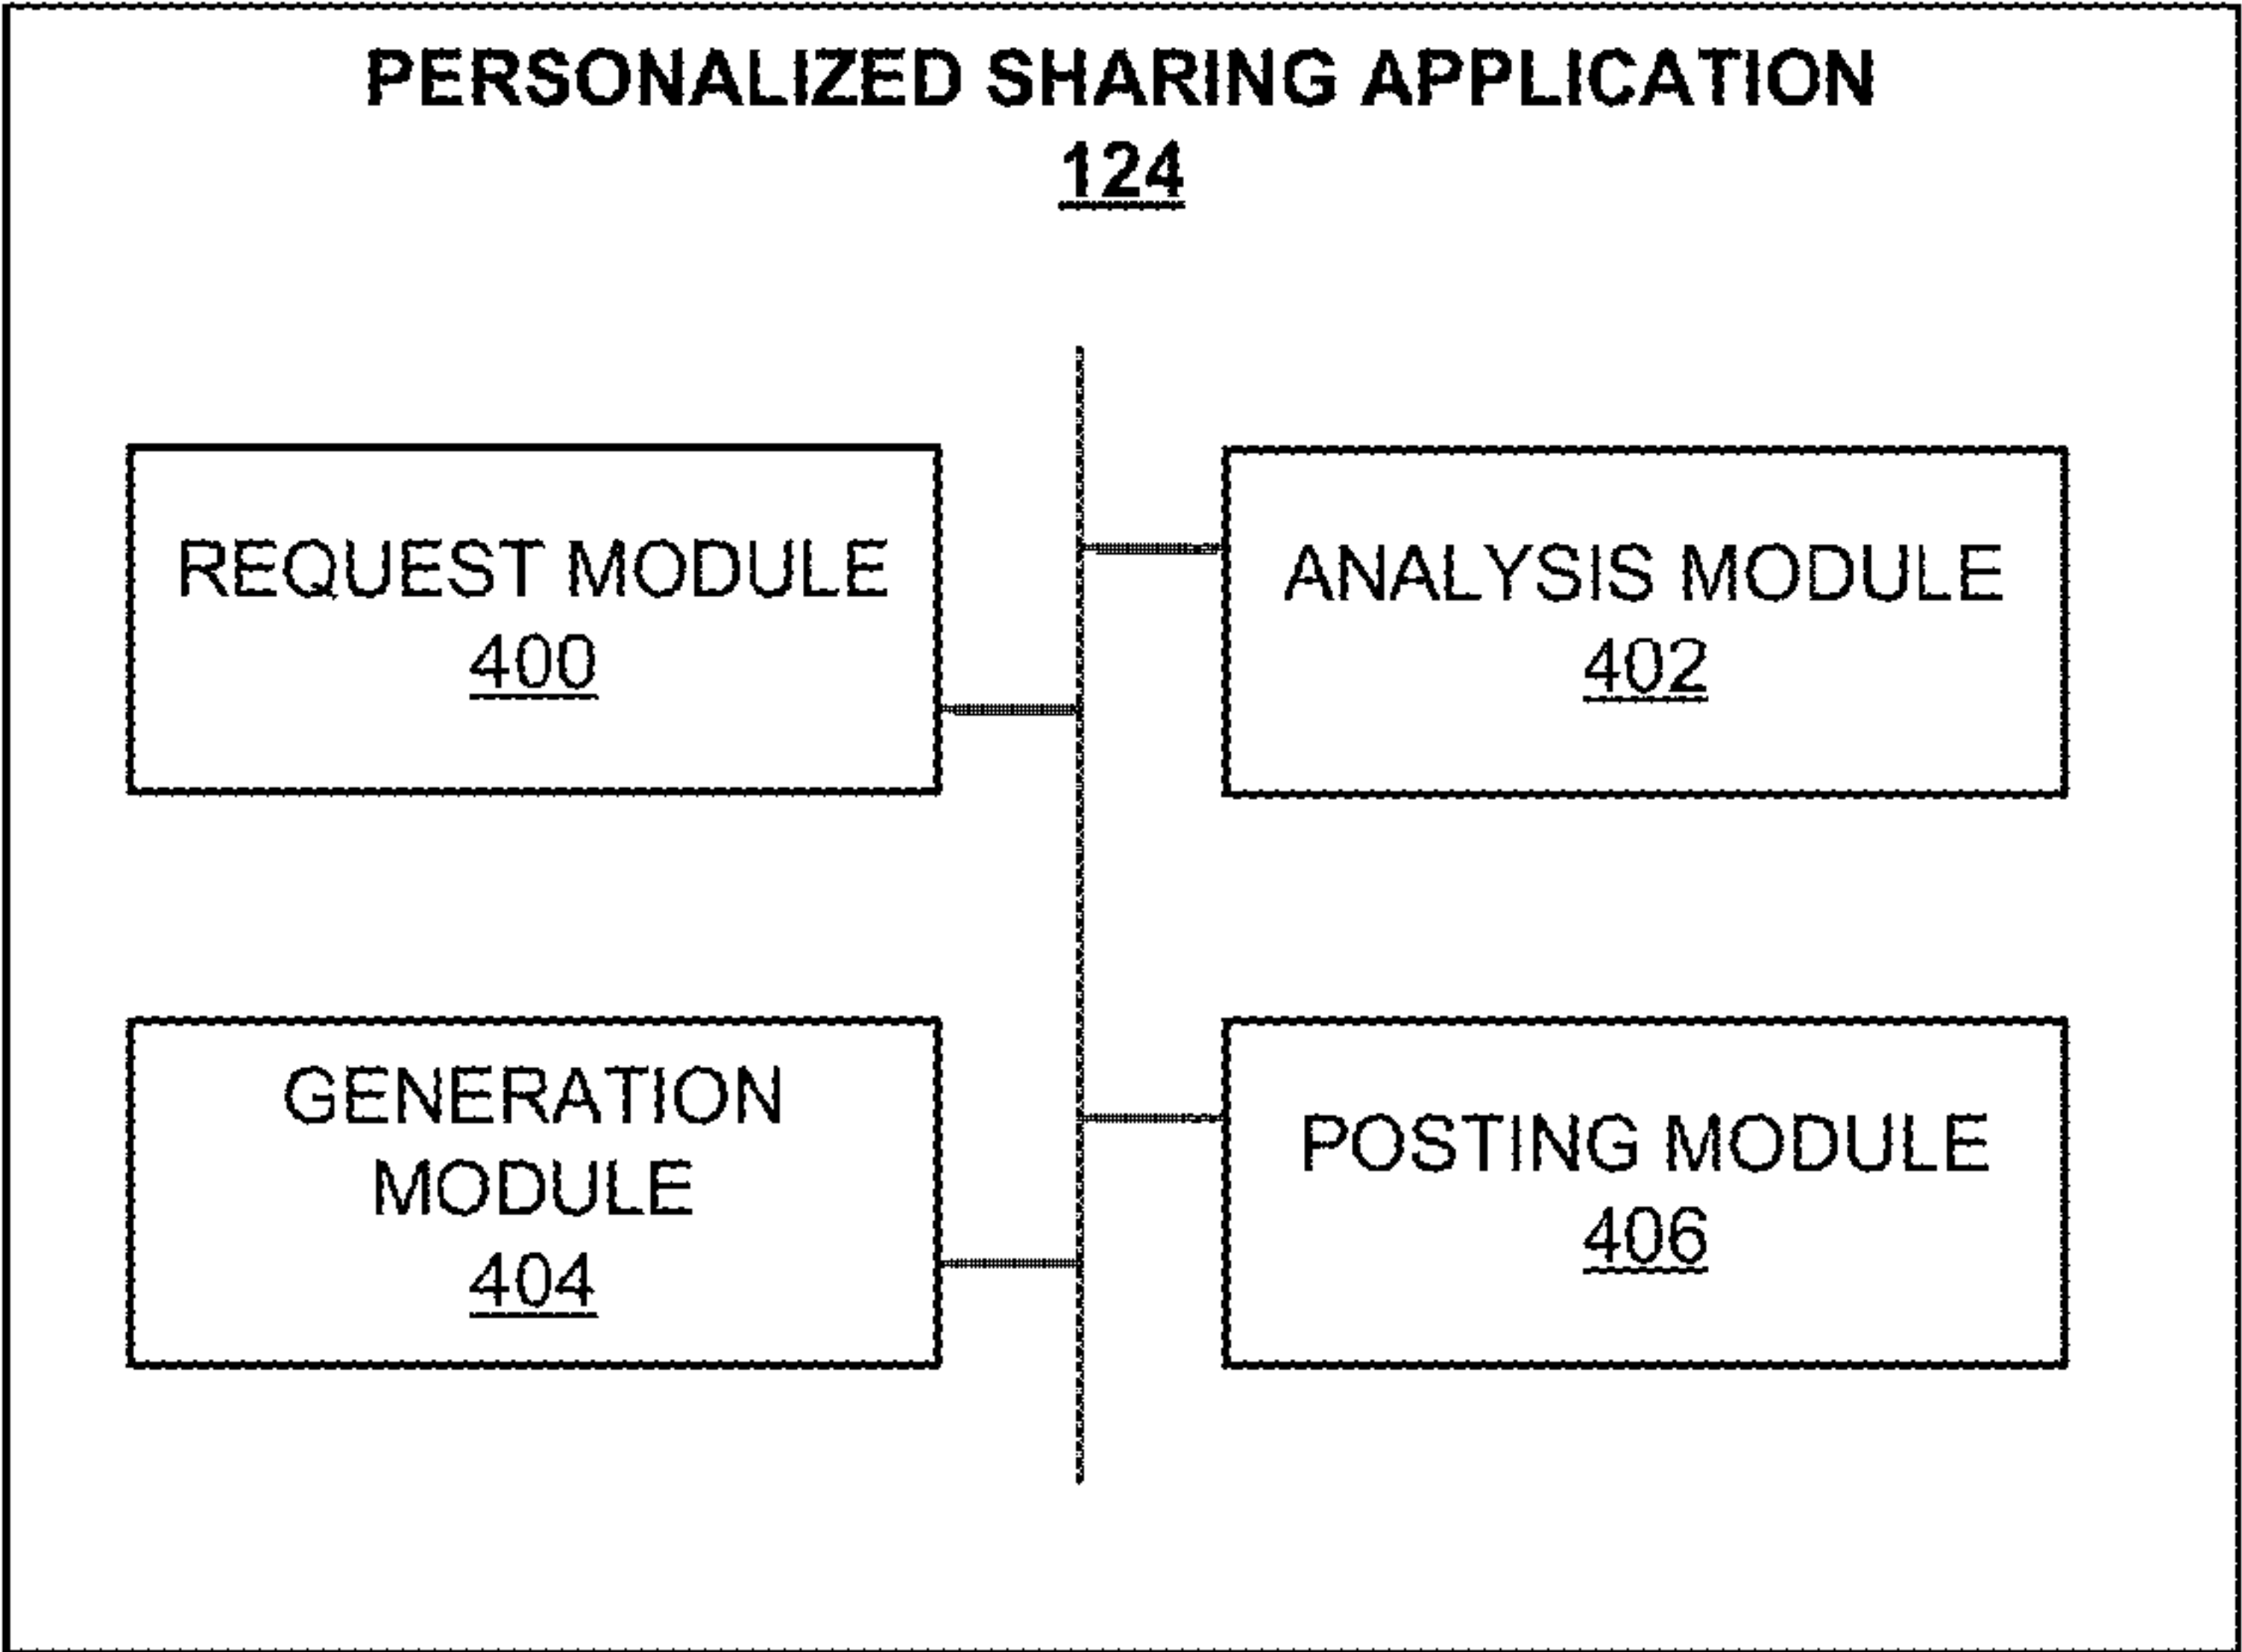 PERSONALIZED SHARING APPLICATION
124
REQUEST MODULE
400
ANALYSIS MODULE
402
GENERATION
MODULE
404
POSTING MODULE
406